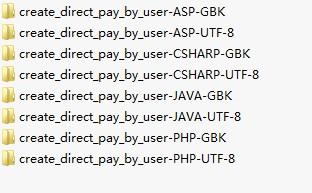 create_direct_pay_by_user-ASP-GBK
create_direct_pay_by_user-ASP-UTF-8
create_direct_pay_by_user-CSHARP-GBK
create_direct_pay_by_user-CSHARP-UTF-8
create_direct_pay_by_user-JAVA-GBK
create_direct_pay_by_user-JAVA-UTF-8
create_direct_pay_by_user-PHP-GBK
create_direct_pay_by_user-PHP-UTF-8